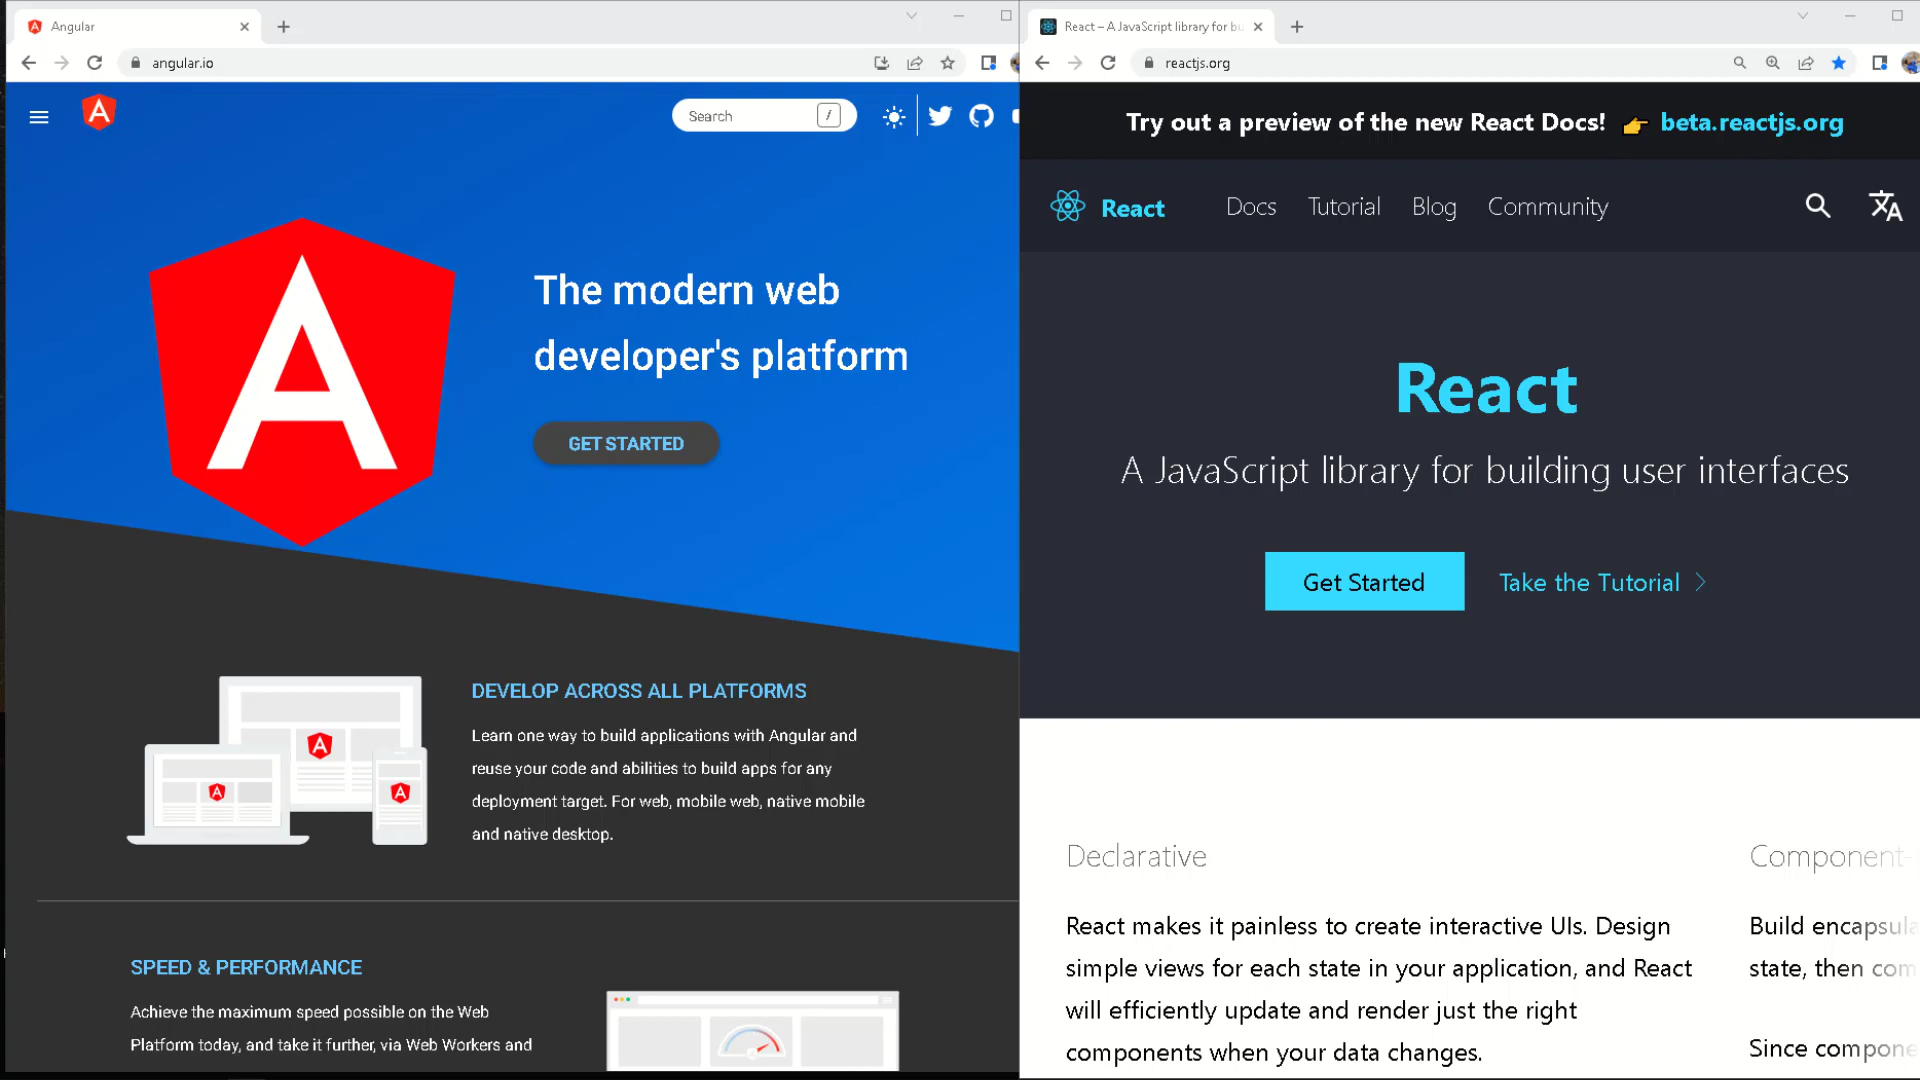 Angular
angular.io
Search /
The modern web
developer's platform
GET STARTED
DEVELOP ACROSS ALL PLATFORMS
Learn one way to build applications with Angular and
reuse your code and abilities to build apps for any
deployment target. For web, mobile web, native mobile
and native desktop.
SPEED & PERFORMANCE
Achieve the maximum speed possible on the Web
Platform today, and take it further, via Web Workers and
React – A JavaScript library for bu
reactjs.org
Try out a preview of the new React Docs! 👉 beta.reactjs.org
React Docs Tutorial Blog Community
React
A JavaScript library for building user interfaces
Get Started Take the Tutorial >
Declarative
React makes it painless to create interactive UIs. Design
simple views for each state in your application, and React
will efficiently update and render just the right
components when your data changes.
Component-
Build encapsula
state, then com
Since compone